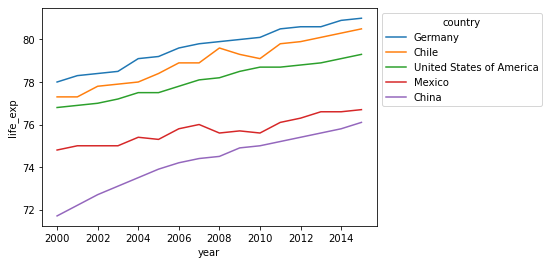 country
Germany
Chile
United States of America
Mexico
China
life_exp
80
78
76
74
72
2000 2002 2004 2006 2008 2010 2012 2014
year